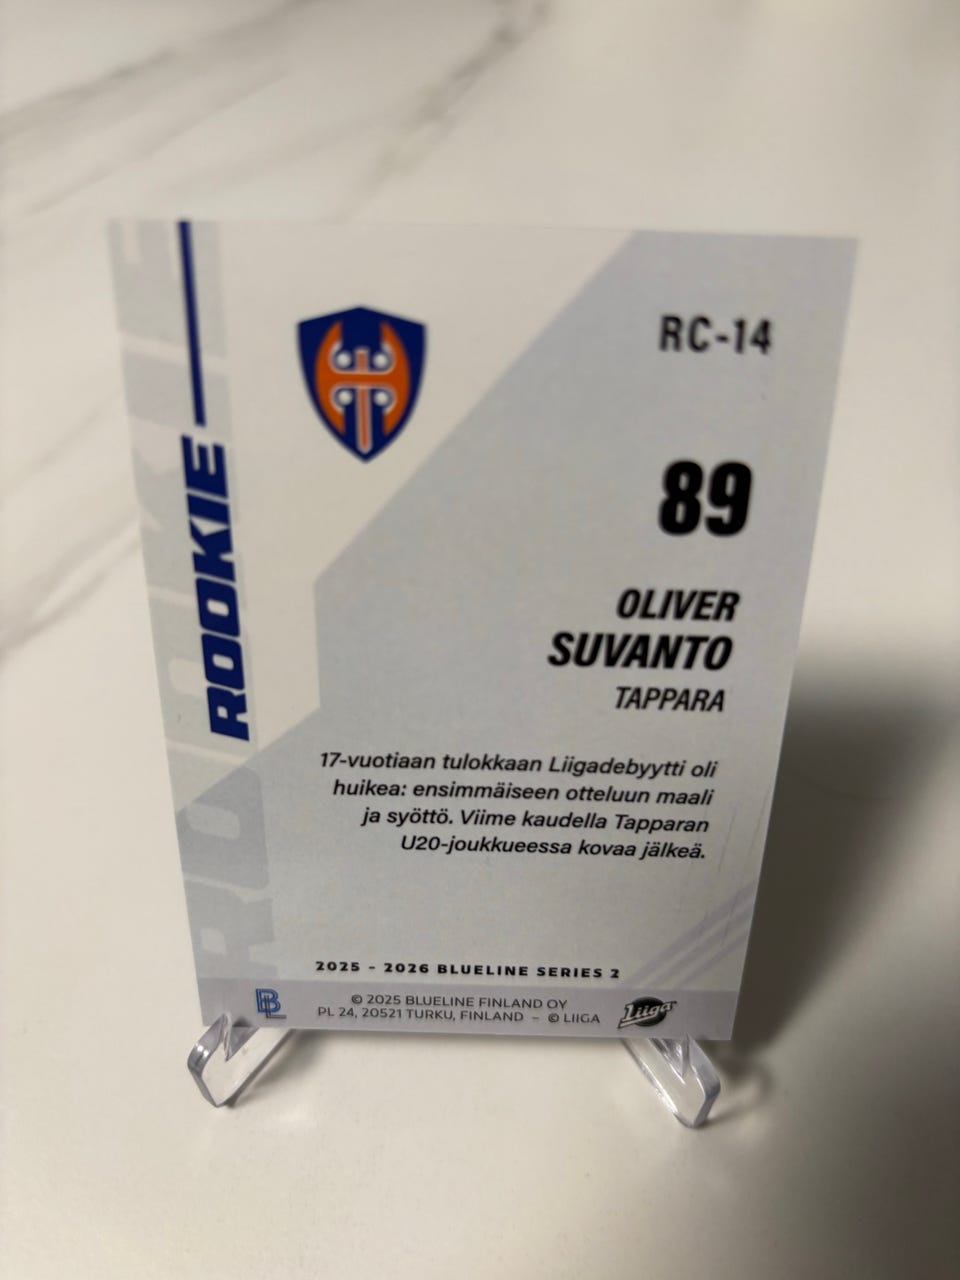 RC-14
89
OLIVER
SUVANTO
TAPPARA
ROOKIE
17-vuotiaan tulokkaan Liigadebyytti oli
huikea: ensimmäiseen otteluun maali
ja syöttö. Viime kaudella Tapparan
U20-joukkueessa kovaa jälkeä.
2025 - 2026 BLUELINE SERIES 2
BL
© 2025 BLUELINE FINLAND OY
PL 24, 20521 TURKU, FINLAND - © LIIGA
Liiga